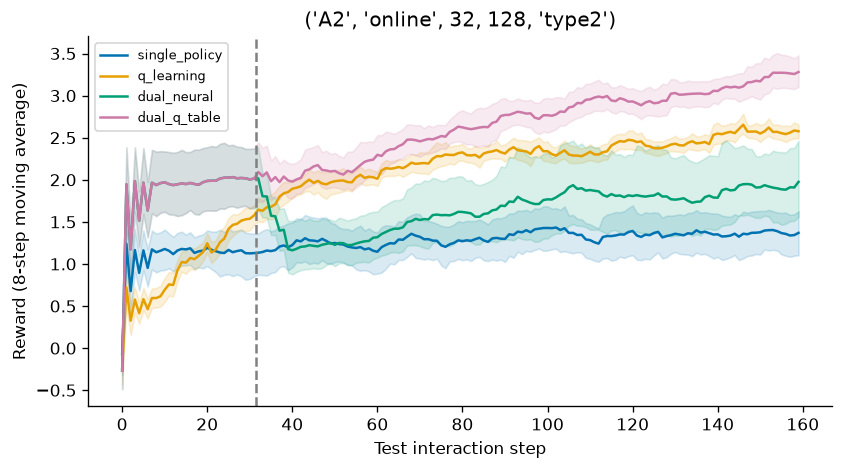 ('A2', 'online', 32, 128, 'type2')
3.5
3.0
2.5
2.0
1.5
1.0
0.5
0.0
−0.5
Reward (8-step moving average)
single_policy
q_learning
dual_neural
dual_q_table
0 20 40 60 80 100 120 140 160
Test interaction step